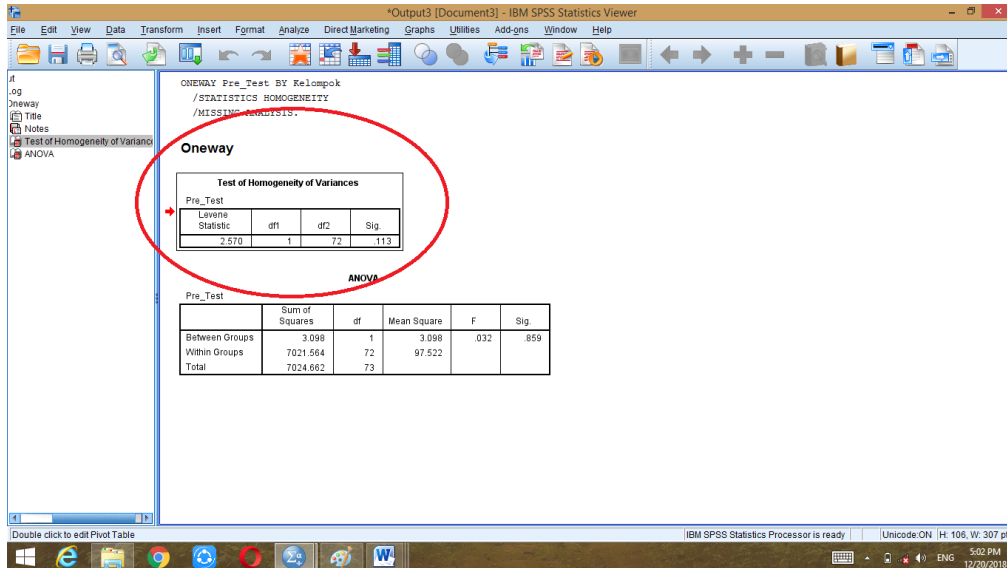 *Output3 [Document3] - IBM SPSS Statistics Viewer
File Edit View Data Transform Insert Format Analyze Direct Marketing Graphs Utilities Add-ons Window Help
Title
Notes
Test of Homogeneity of Varianc
ANOVA
ONEWAY Pre_Test BY Kelompok
/STATISTICS HOMOGENEITY
/MISSING ANALYSIS.
Oneway
Test of Homogeneity of Variances
Pre_Test
Levene Statistic df1 df2 Sig.
2.570 1 72 .113
ANOVA
Pre_Test
Sum of Squares df Mean Square F Sig.
Between Groups 3.098 1 3.098 .032 .859
Within Groups 7021.564 72 97.522
Total 7024.662 73
Double click to edit Pivot Table
IBM SPSS Statistics Processor is ready
Unicode:ON H: 106, W: 307 pt
ENG
5:02 PM
12/20/2018